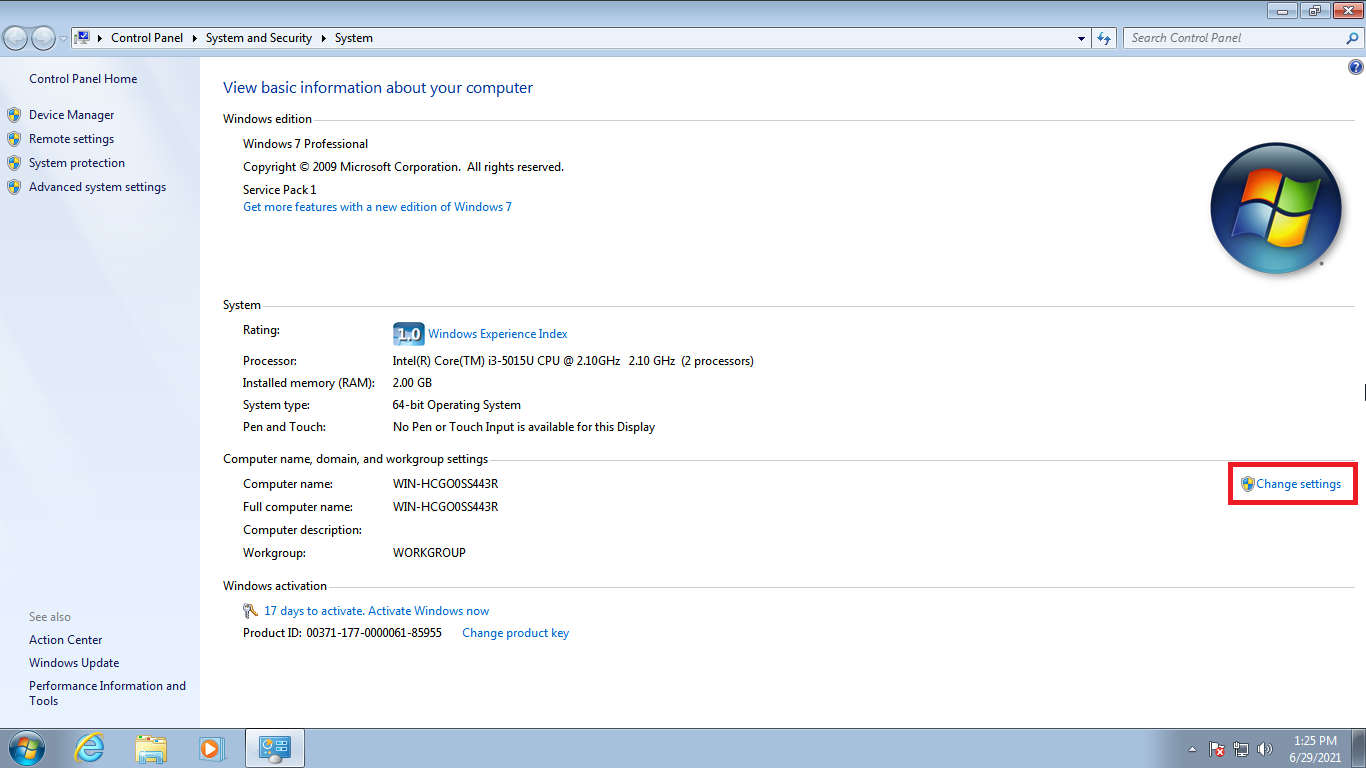 Control Panel ▸ System and Security ▸ System
Search Control Panel
Control Panel Home
Device Manager
Remote settings
System protection
Advanced system settings
See also
Action Center
Windows Update
Performance Information and
Tools
View basic information about your computer
Windows edition
Windows 7 Professional
Copyright © 2009 Microsoft Corporation. All rights reserved.
Service Pack 1
Get more features with a new edition of Windows 7
System
Rating: 1.0 Windows Experience Index
Processor: Intel(R) Core(TM) i3-5015U CPU @ 2.10GHz 2.10 GHz (2 processors)
Installed memory (RAM): 2.00 GB
System type: 64-bit Operating System
Pen and Touch: No Pen or Touch Input is available for this Display
Computer name, domain, and workgroup settings
Computer name: WIN-HCGO0SS443R
Change settings
Full computer name: WIN-HCGO0SS443R
Computer description:
Workgroup: WORKGROUP
Windows activation
17 days to activate. Activate Windows now
Product ID: 00371-177-0000061-85955 Change product key
1:25 PM
6/29/2021